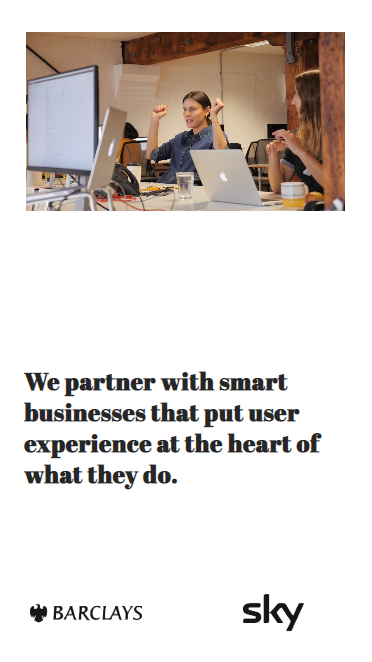 We partner with smart
businesses that put user
experience at the heart of
what they do.
BARCLAYS
sky